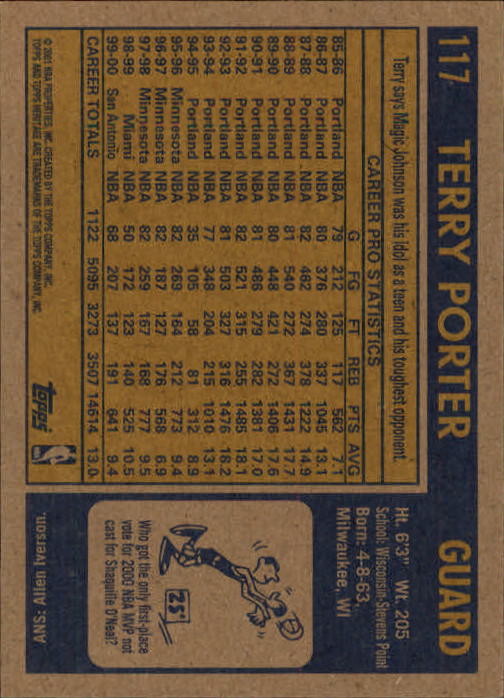 117 TERRY PORTER GUARD
Terry says Magic Johnson was his idol as a teen and his toughest opponent.
CAREER PRO STATISTICS
G FG FT REB PTS AVG
85-86 Portland NBA 79 212 125 117 562 7.1
86-87 Portland NBA 80 376 280 337 1045 13.1
87-88 Portland NBA 82 462 274 378 1222 14.9
88-89 Portland NBA 81 540 272 367 1431 17.7
89-90 Portland NBA 80 448 421 272 1406 17.6
90-91 Portland NBA 81 486 279 282 1381 17.0
91-92 Portland NBA 82 521 315 255 1485 18.1
92-93 Portland NBA 81 503 327 316 1476 18.2
93-94 Portland NBA 77 348 204 215 1010 13.1
94-95 Portland NBA 35 105 58 81 312 8.9
95-96 Minnesota NBA 82 269 164 212 773 9.4
96-97 Minnesota NBA 82 187 127 176 568 6.9
97-98 Minnesota NBA 82 259 167 168 777 9.5
98-99 Miami NBA 50 172 123 140 525 10.5
99-00 San Antonio NBA 68 207 137 191 641 9.4
CAREER TOTALS 1122 5095 3273 3507 14614 13.0
© 2001 NBA PROPERTIES, INC. CREATED BY THE TOPPS COMPANY, INC.
TOPPS AND TOPPS HERITAGE ARE TRADEMARKS OF THE TOPPS COMPANY, INC.
Topps
NBA
Ht. 6'3" Wt. 205
School: Wisconsin-Stevens Point
Born: 4-8-63,
Milwaukee, WI
25¢
Who got the only first-place
vote for 2000 NBA MVP not
cast for Shaquille O'Neal?
ANS: Allen Iverson.